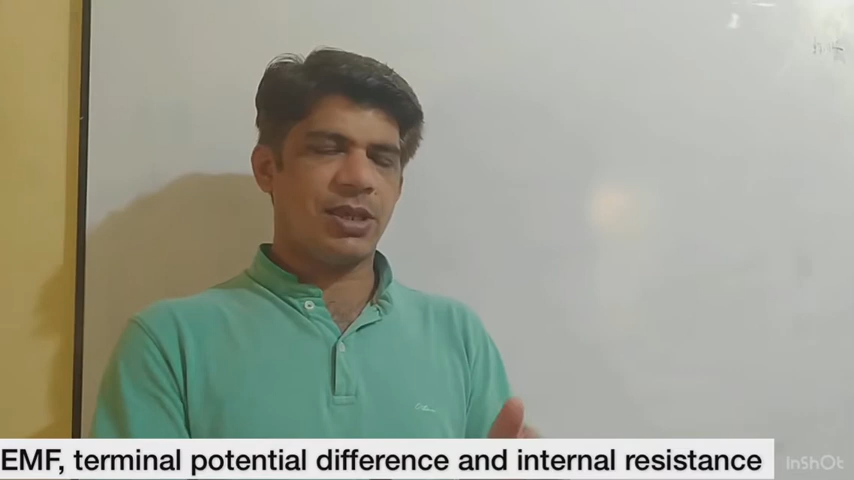 EMF, terminal potential difference and internal resistance
InShOt